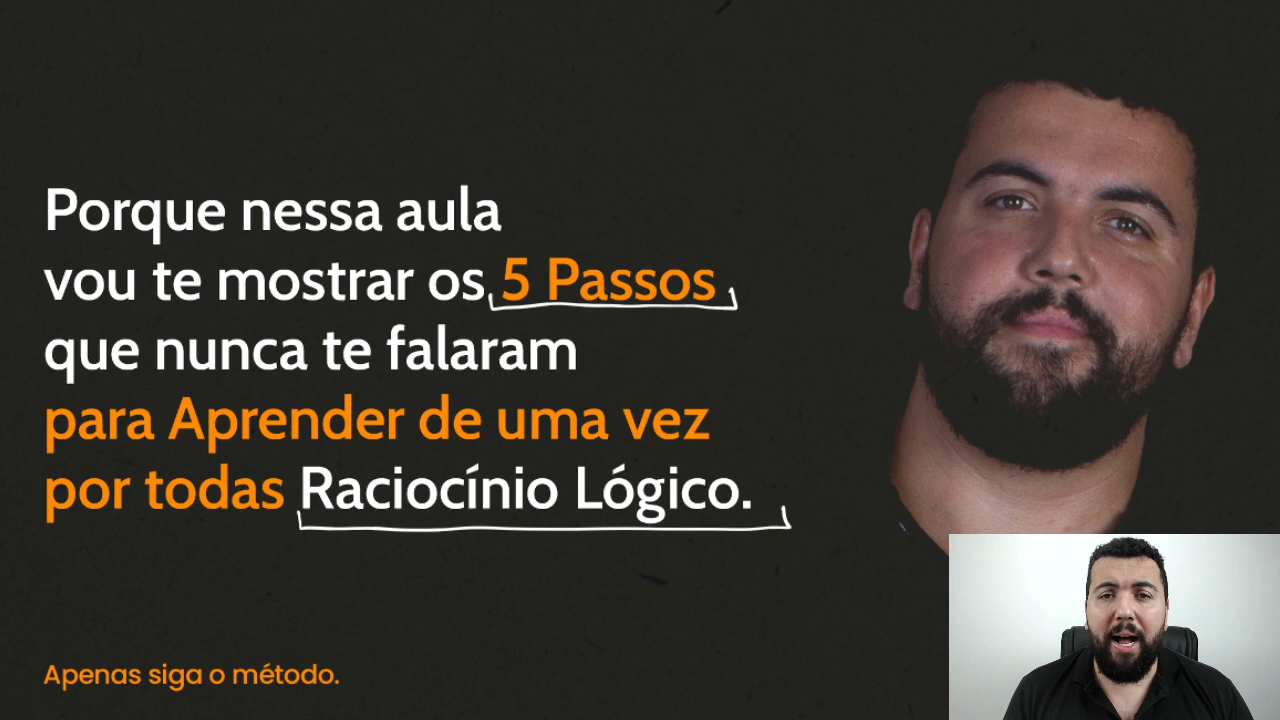 Porque nessa aula
vou te mostrar os 5 Passos
que nunca te falaram
para Aprender de uma vez
por todas Raciocínio Lógico.
Apenas siga o método.